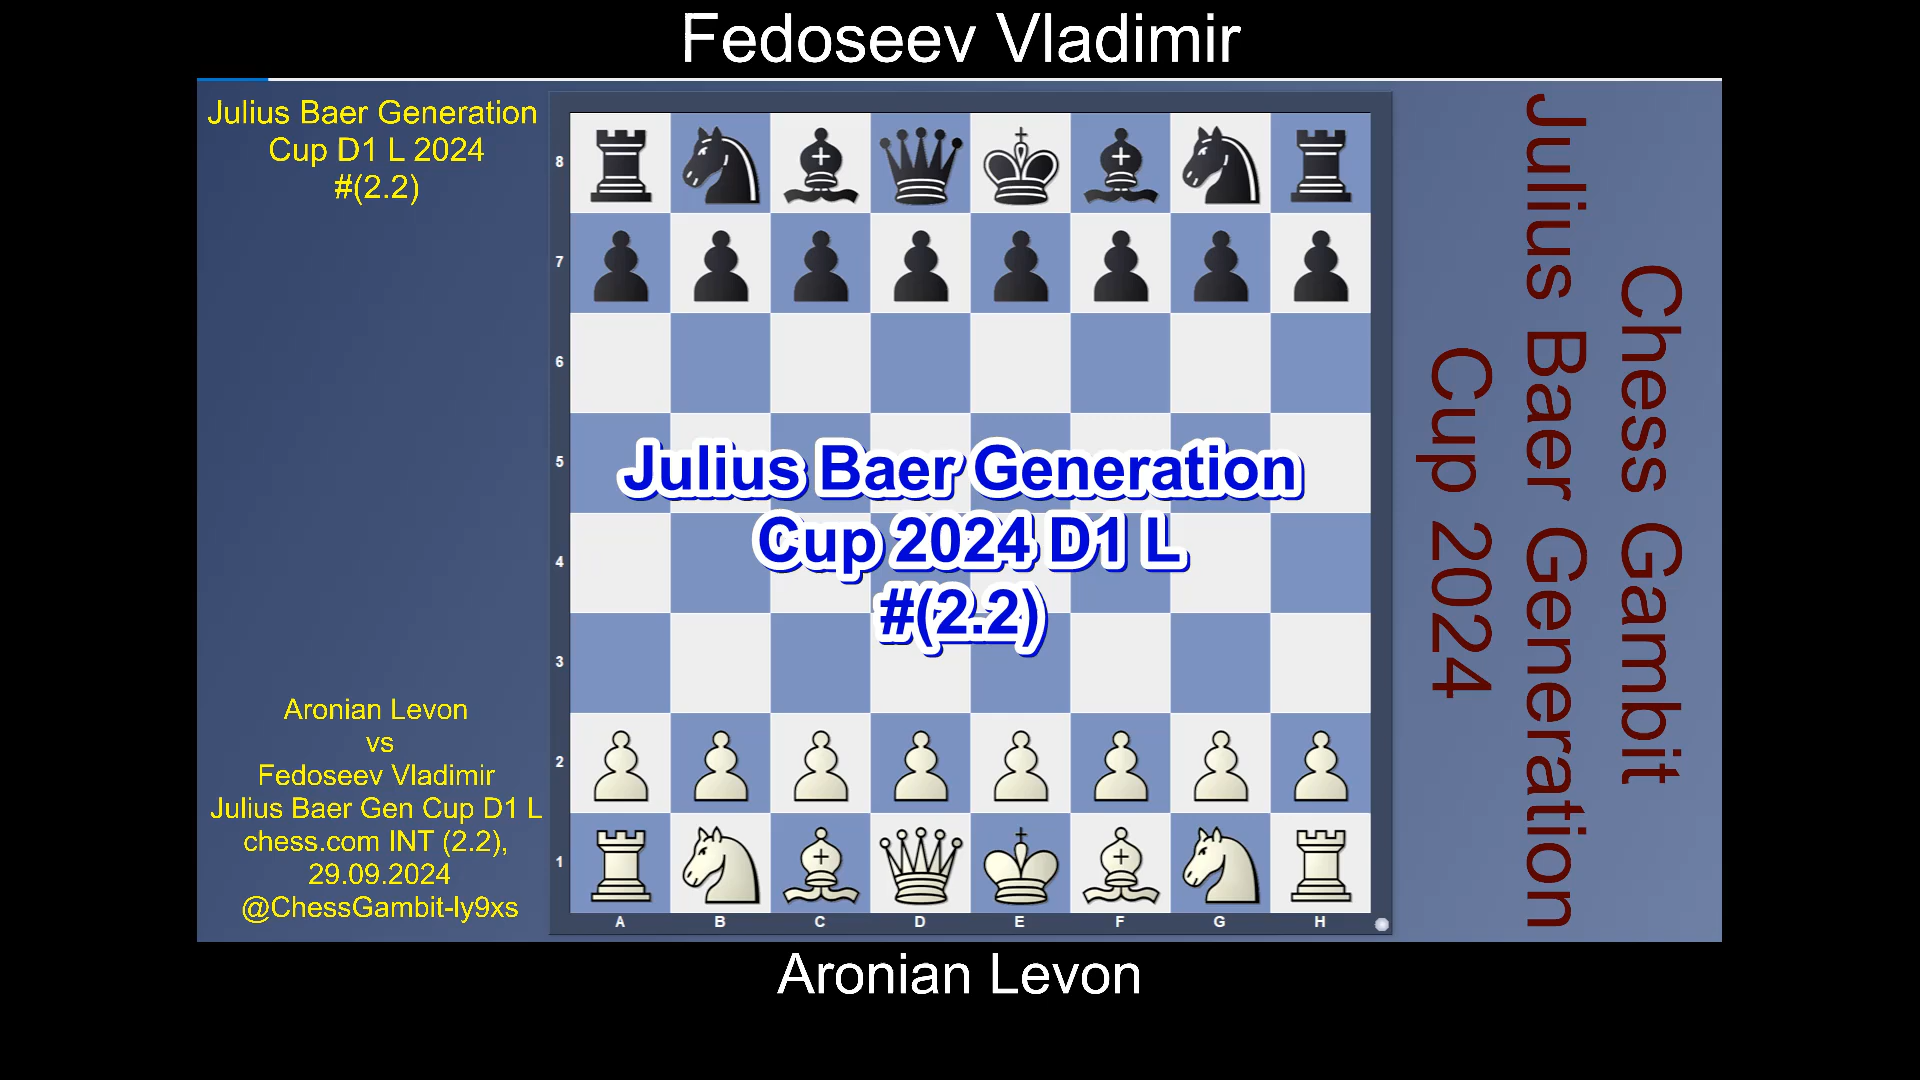 Fedoseev Vladimir
Julius Baer Generation
Cup D1 L 2024
#(2.2)
8
7
6
5
4
3
2
1
Julius Baer Generation
Cup 2024 D1 L
#(2.2)
Aronian Levon
vs
Fedoseev Vladimir
Julius Baer Gen Cup D1 L
chess.com INT (2.2),
29.09.2024
@ChessGambit-ly9xs
A B C D E F G H
Chess Gambit
Julius Baer Generation
Cup 2024
Aronian Levon